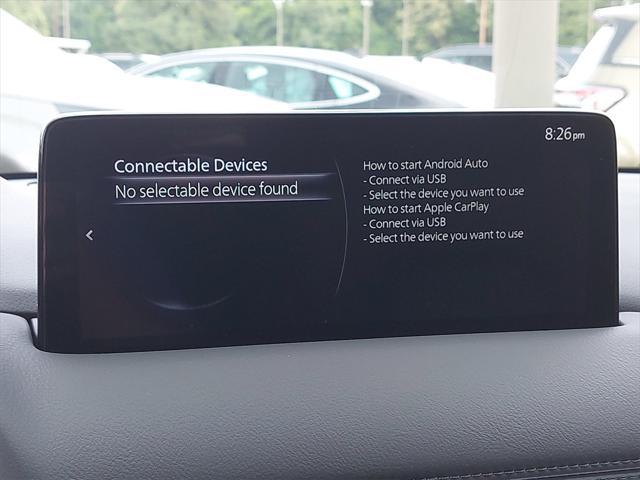 8:26pm
Connectable Devices
No selectable device found
How to start Android Auto
- Connect via USB
- Select the device you want to use
How to start Apple CarPlay
- Connect via USB
- Select the device you want to use